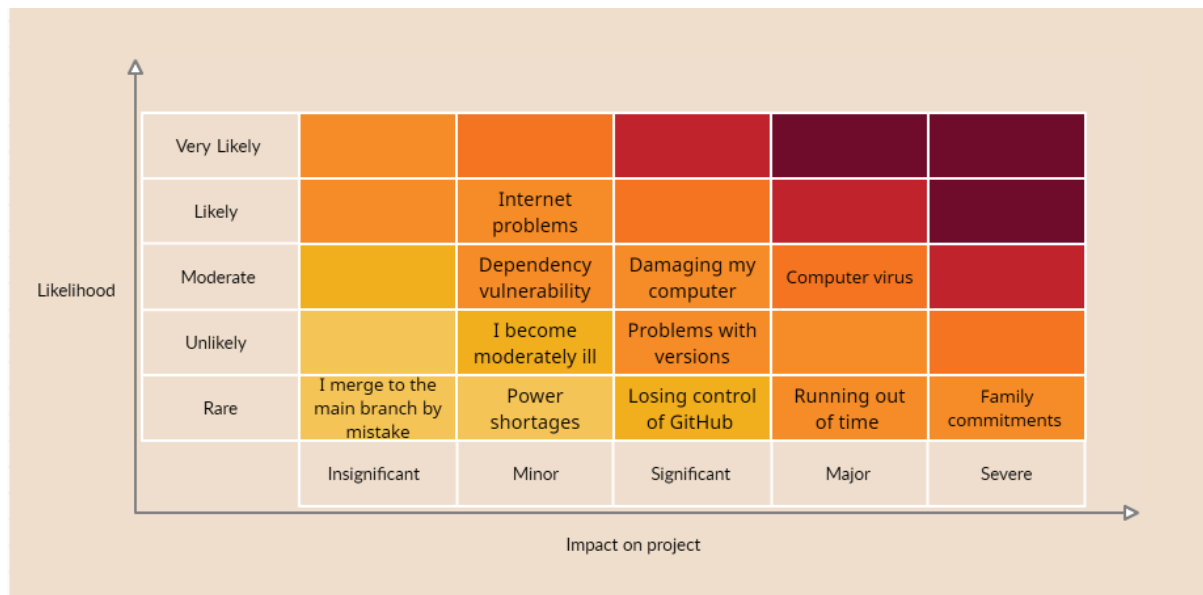 Very Likely
Likely
Internet
problems
Likelihood
Moderate
Dependency
vulnerability
Damaging my
computer
Computer virus
Unlikely
I become
moderately ill
Problems with
versions
Rare
I merge to the
main branch by
mistake
Power
shortages
Losing control
of GitHub
Running out
of time
Family
commitments
Insignificant
Minor
Significant
Major
Severe
Impact on project